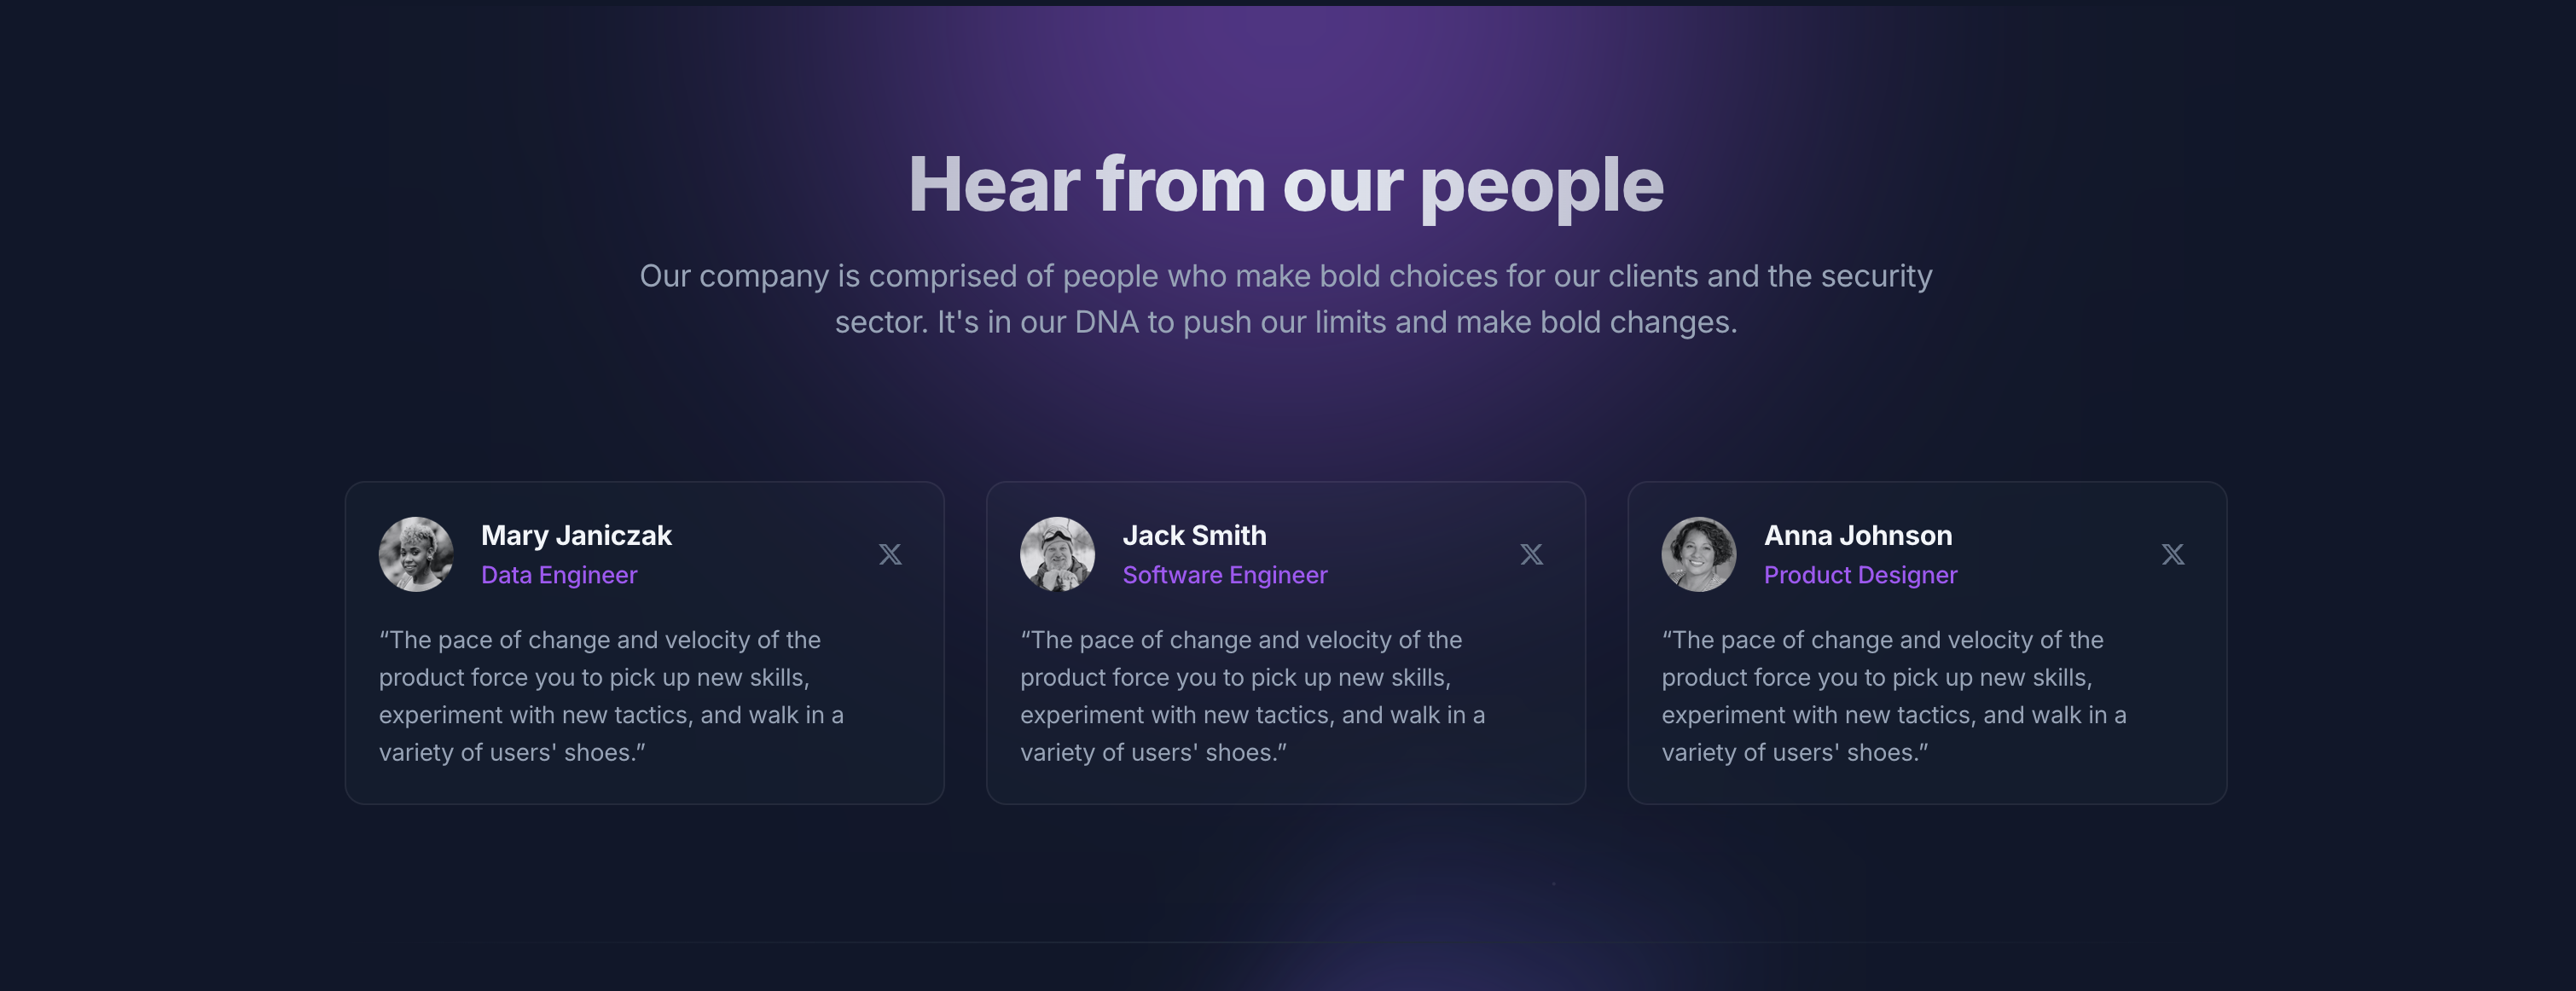 Hear from our people
Our company is comprised of people who make bold choices for our clients and the security
sector. It's in our DNA to push our limits and make bold changes.
Mary Janiczak
Data Engineer
“The pace of change and velocity of the
product force you to pick up new skills,
experiment with new tactics, and walk in a
variety of users' shoes.”
Jack Smith
Software Engineer
“The pace of change and velocity of the
product force you to pick up new skills,
experiment with new tactics, and walk in a
variety of users' shoes.”
Anna Johnson
Product Designer
“The pace of change and velocity of the
product force you to pick up new skills,
experiment with new tactics, and walk in a
variety of users' shoes.”